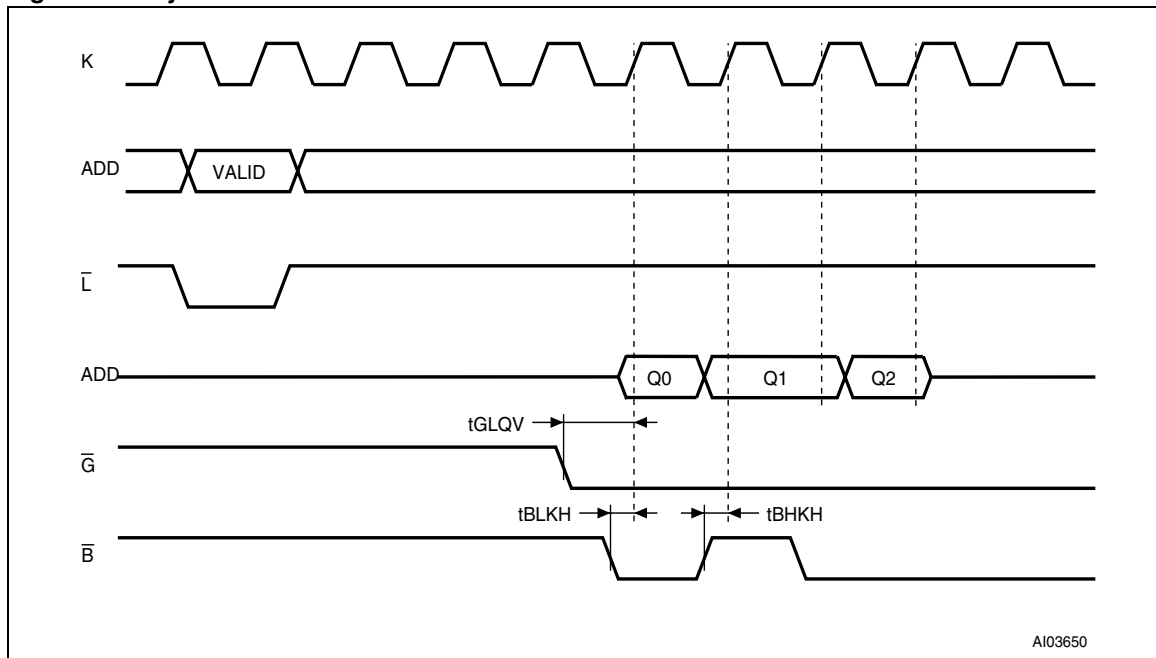 K
ADD
VALID
L̅
ADD
Q0 Q1 Q2
tGLQV
G̅
tBLKH tBHKH
B̅
AI03650